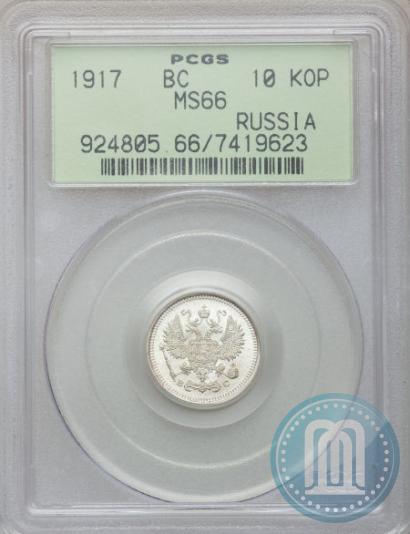 PCGS
1917 BC 10 KOP
MS66
RUSSIA
924805.66/7419623
B C